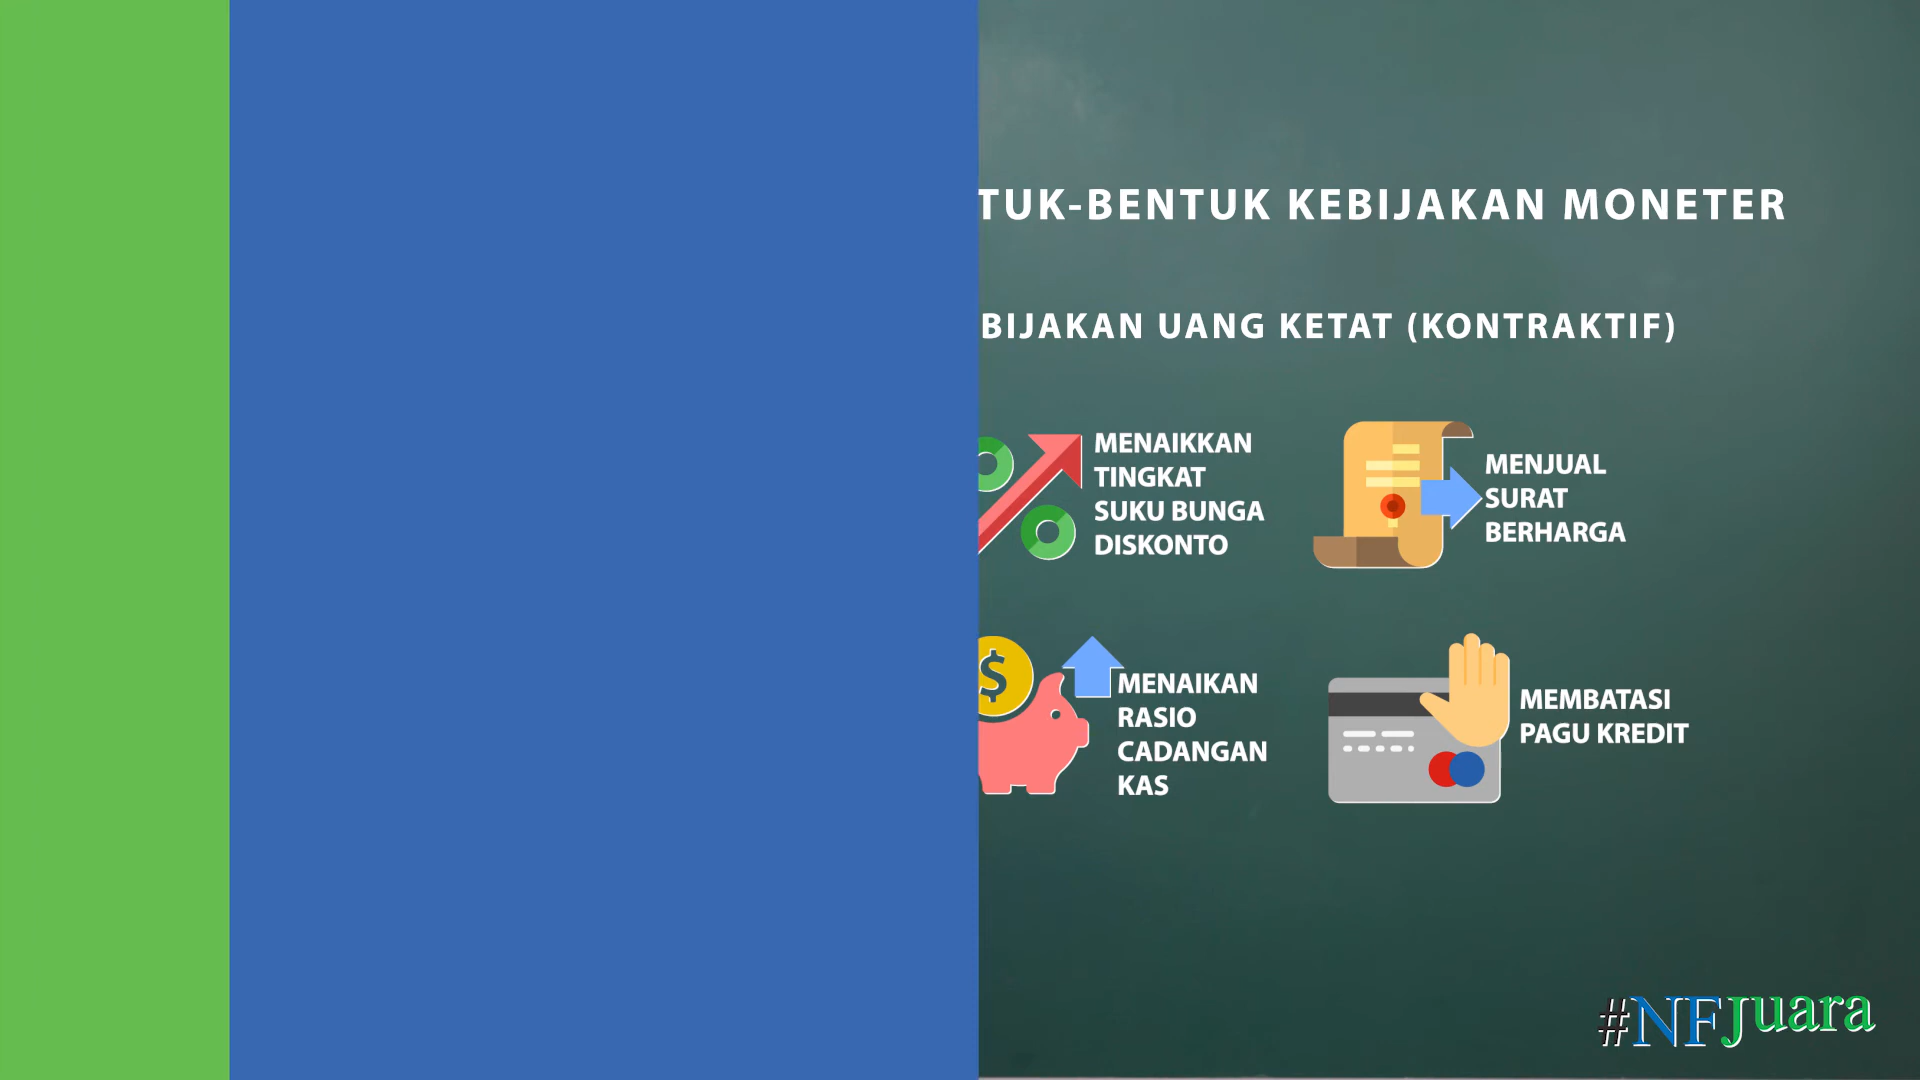 TUK-BENTUK KEBIJAKAN MONETER
BIJAKAN UANG KETAT (KONTRAKTIF)
MENAIKKAN
TINGKAT
SUKU BUNGA
DISKONTO
MENJUAL
SURAT
BERHARGA
$
MENAIKAN
RASIO
CADANGAN
KAS
MEMBATASI
PAGU KREDIT
#NFJuara